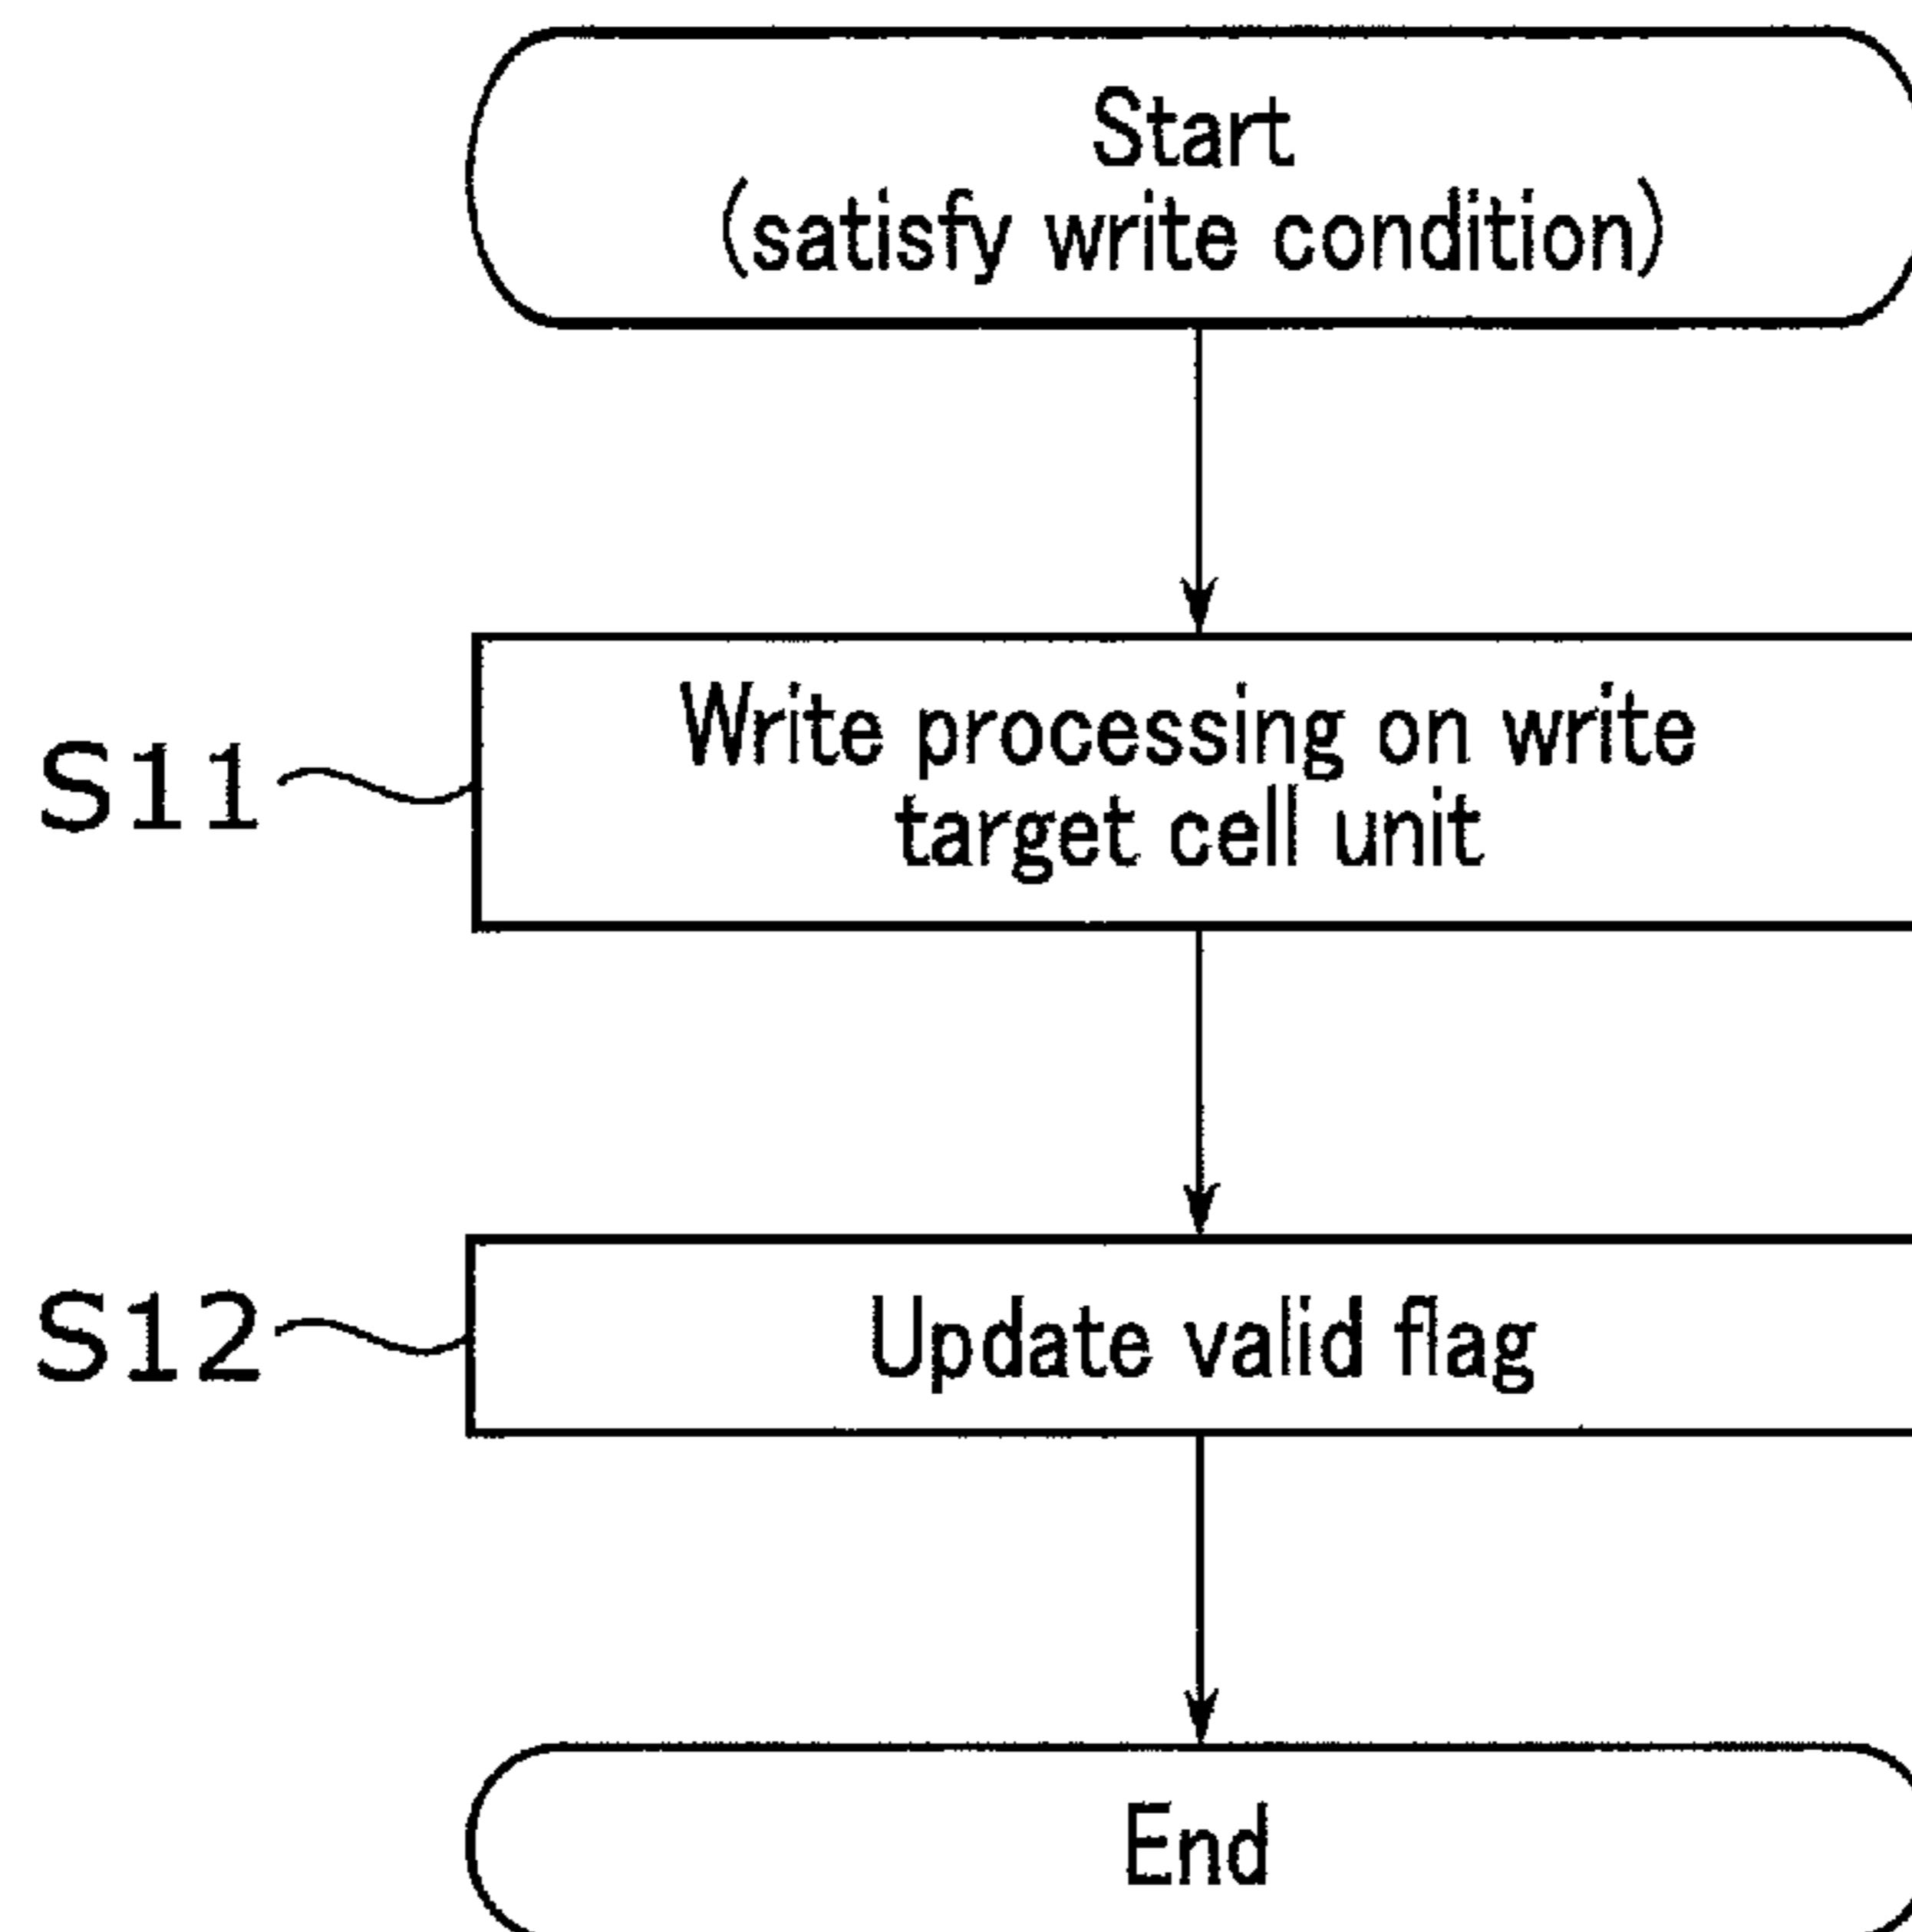 Start
(satisfy write condition)
S11
Write processing on write
target cell unit
S12
Update valid flag
End